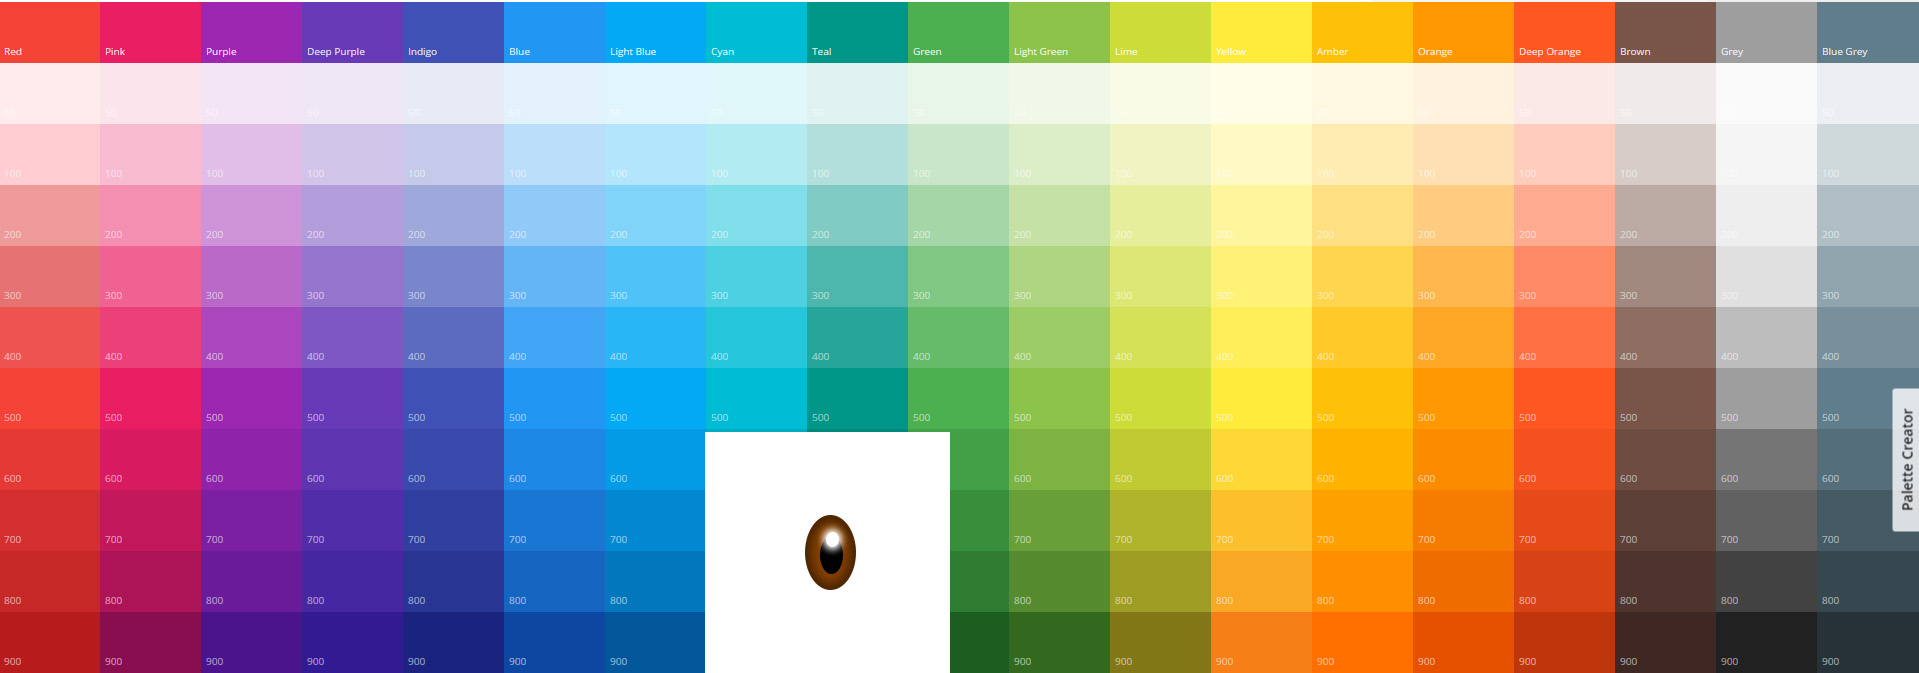 Red Pink Purple Deep Purple Indigo Blue Light Blue Cyan Teal Green Light Green Lime Yellow Amber Orange Deep Orange Brown Grey Blue Grey
50 50 50 50 50 50 50 50 50 50 50 50 50 50 50 50 50
100 100 100 100 100 100 100 100 100 100 100 100 100 100 100 100 100 100
200 200 200 200 200 200 200 200 200 200 200 200 200 200 200 200 200 200 200
300 300 300 300 300 300 300 300 300 300 300 300 300 300 300 300 300 300 300
400 400 400 400 400 400 400 400 400 400 400 400 400 400 400 400 400 400 400
500 500 500 500 500 500 500 500 500 500 500 500 500 500 500 500 500 500 500
Palette Creator
600 600 600 600 600 600 600 600 600 600 600 600 600 600 600 600
700 700 700 700 700 700 700 700 700 700 700 700 700 700 700 700
800 800 800 800 800 800 800 800 800 800 800 800 800 800 800 800
900 900 900 900 900 900 900 900 900 900 900 900 900 900 900 900